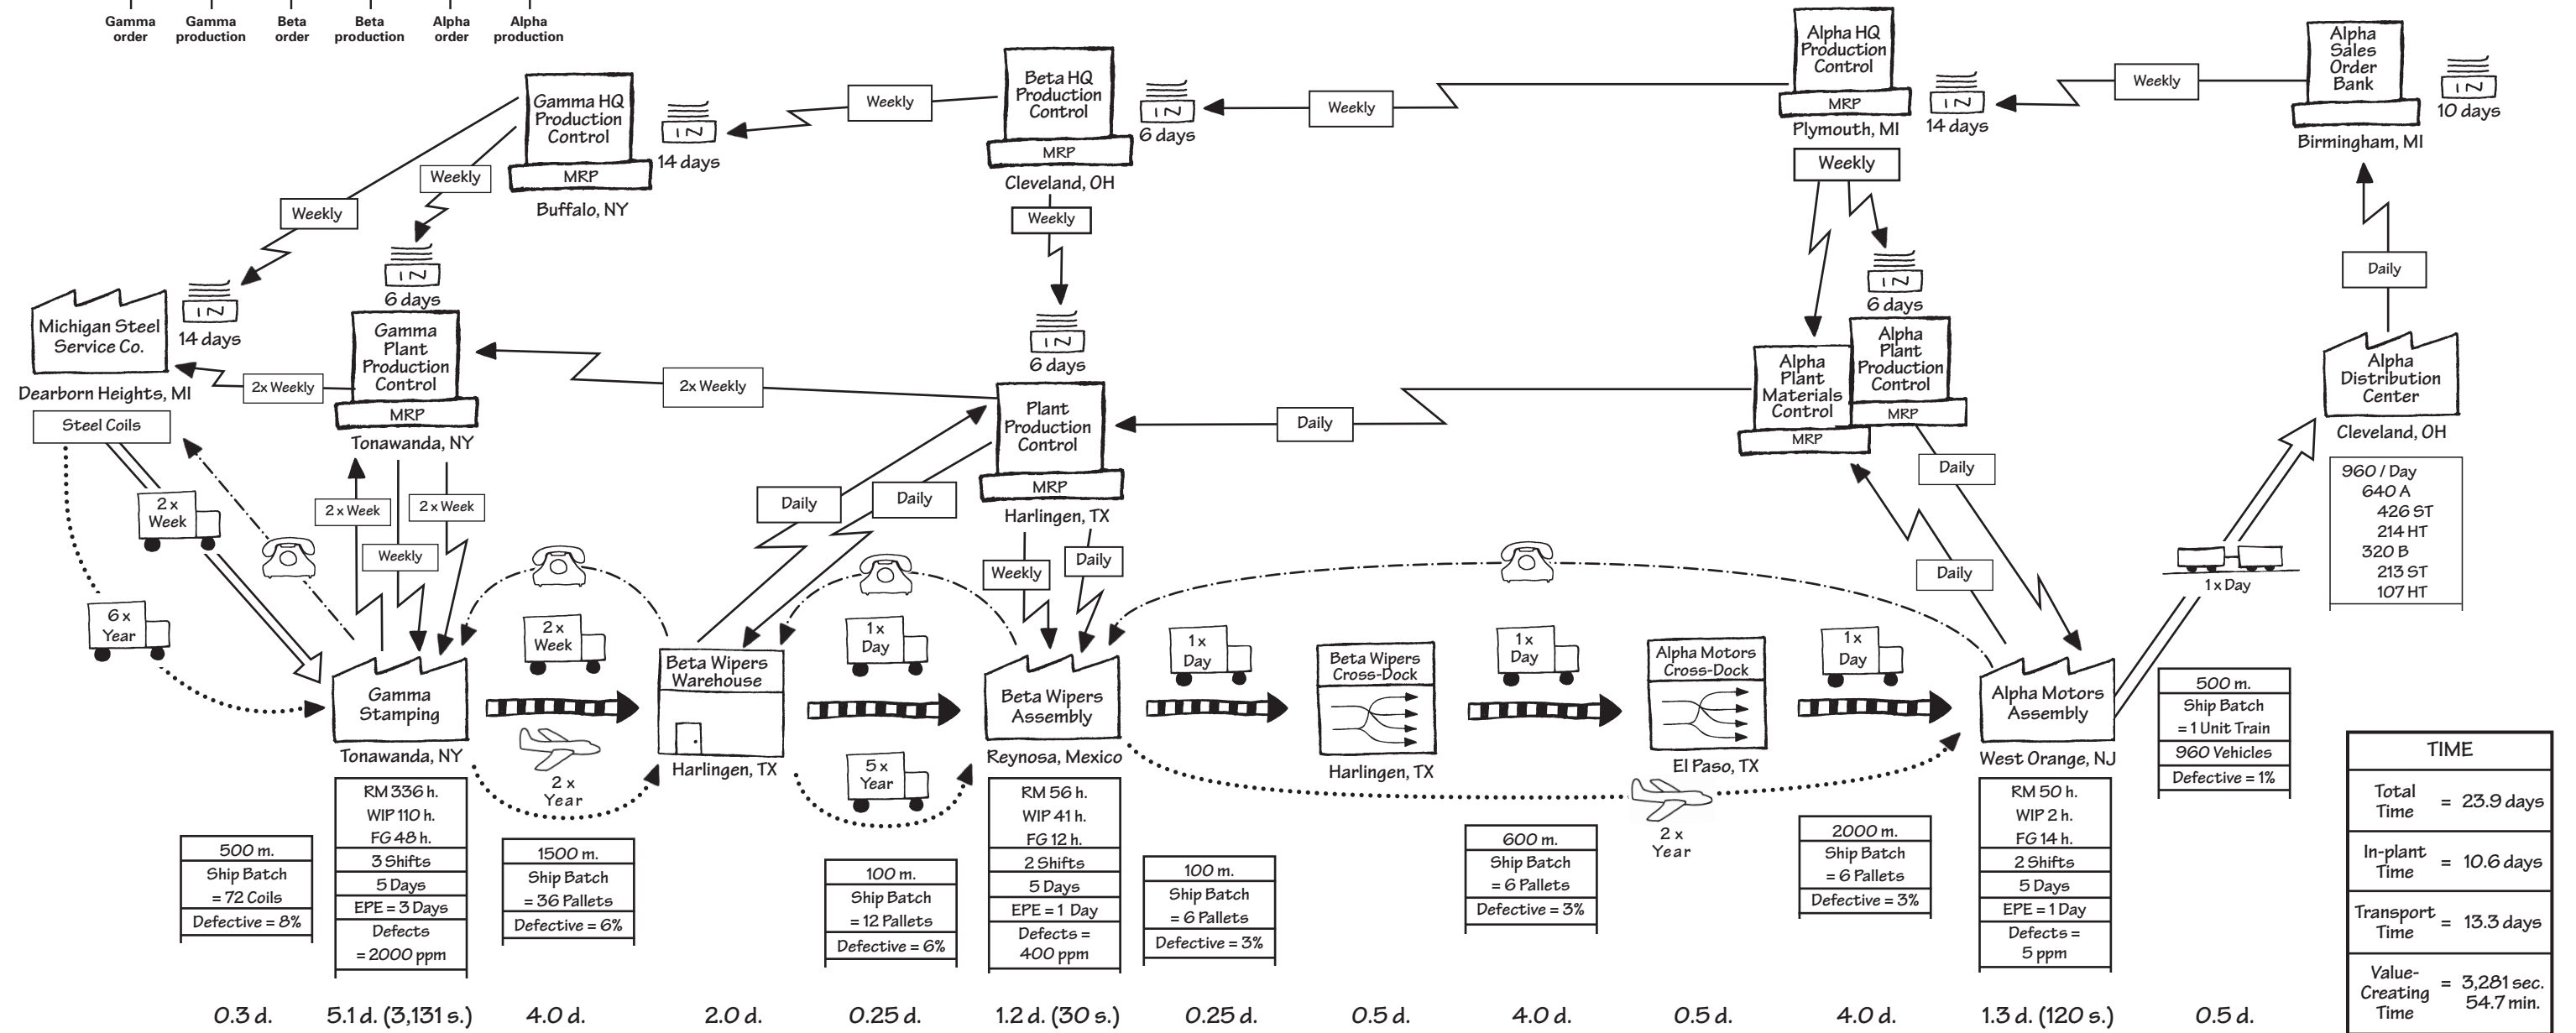 Gamma
order
Gamma
production
Beta
order
Beta
production
Alpha
order
Alpha
production
Gamma HQ
Production
Control
MRP
Buffalo, NY
IN
14 days
Weekly
Beta HQ
Production
Control
MRP
Cleveland, OH
IN
6 days
Weekly
Alpha HQ
Production
Control
MRP
Plymouth, MI
IN
14 days
Weekly
Alpha
Sales
Order
Bank
Birmingham, MI
IN
10 days
Weekly
Weekly
Weekly
Weekly
Daily
Michigan Steel
Service Co.
Dearborn Heights, MI
Steel Coils
IN
14 days
2x Weekly
IN
6 days
Gamma
Plant
Production
Control
MRP
Tonawanda, NY
2x Weekly
IN
6 days
Plant
Production
Control
MRP
Harlingen, TX
Daily
IN
6 days
Alpha
Plant
Materials
Control
MRP
Alpha
Plant
Production
Control
MRP
Alpha
Distribution
Center
Cleveland, OH
960 / Day
640 A
426 ST
214 HT
320 B
213 ST
107 HT
2 x
Week
6 x
Year
2 x Week
Weekly
2 x Week
Daily
Daily
Weekly
Daily
Daily
Daily
1 x Day
Gamma
Stamping
Tonawanda, NY
2 x
Week
2 x
Year
Beta Wipers
Warehouse
Harlingen, TX
1 x
Day
5 x
Year
Beta Wipers
Assembly
Reynosa, Mexico
1 x
Day
Beta Wipers
Cross-Dock
Harlingen, TX
1 x
Day
Alpha Motors
Cross-Dock
El Paso, TX
1 x
Day
2 x
Year
Alpha Motors
Assembly
West Orange, NJ
500 m.
Ship Batch
= 72 Coils
Defective = 8%
RM 336 h.
WIP 110 h.
FG 48 h.
3 Shifts
5 Days
EPE = 3 Days
Defects
= 2000 ppm
1500 m.
Ship Batch
= 36 Pallets
Defective = 6%
100 m.
Ship Batch
= 12 Pallets
Defective = 6%
RM 56 h.
WIP 41 h.
FG 12 h.
2 Shifts
5 Days
EPE = 1 Day
Defects =
400 ppm
100 m.
Ship Batch
= 6 Pallets
Defective = 3%
600 m.
Ship Batch
= 6 Pallets
Defective = 3%
2000 m.
Ship Batch
= 6 Pallets
Defective = 3%
RM 50 h.
WIP 2 h.
FG 14 h.
2 Shifts
5 Days
EPE = 1 Day
Defects =
5 ppm
500 m.
Ship Batch
= 1 Unit Train
960 Vehicles
Defective = 1%
TIME
Total
Time = 23.9 days
In-plant
Time = 10.6 days
Transport
Time = 13.3 days
Value-
Creating
Time = 3,281 sec.
54.7 min.
0.3 d. 5.1 d. (3,131 s.) 4.0 d. 2.0 d. 0.25 d. 1.2 d. (30 s.) 0.25 d. 0.5 d. 4.0 d. 0.5 d. 4.0 d. 1.3 d. (120 s.) 0.5 d.